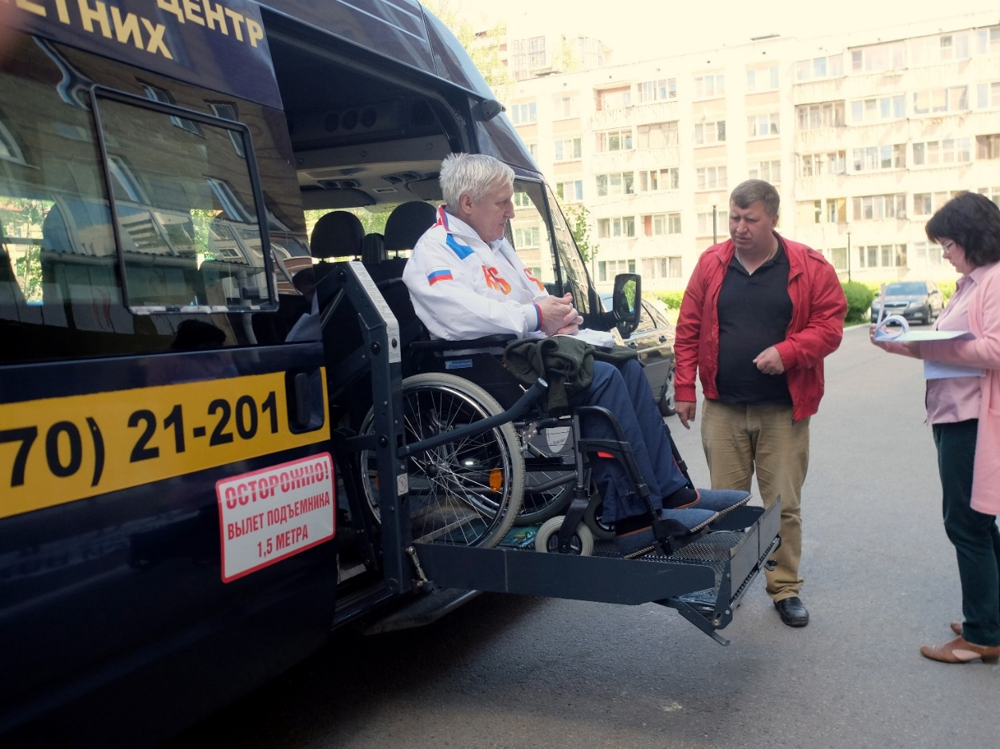 ЦЕНТР
ЕТНИХ
70) 21-201
ОСТОРОЖНО!
ВЫЛЕТ ПОДЪЕМНИКА
1,5 МЕТРА